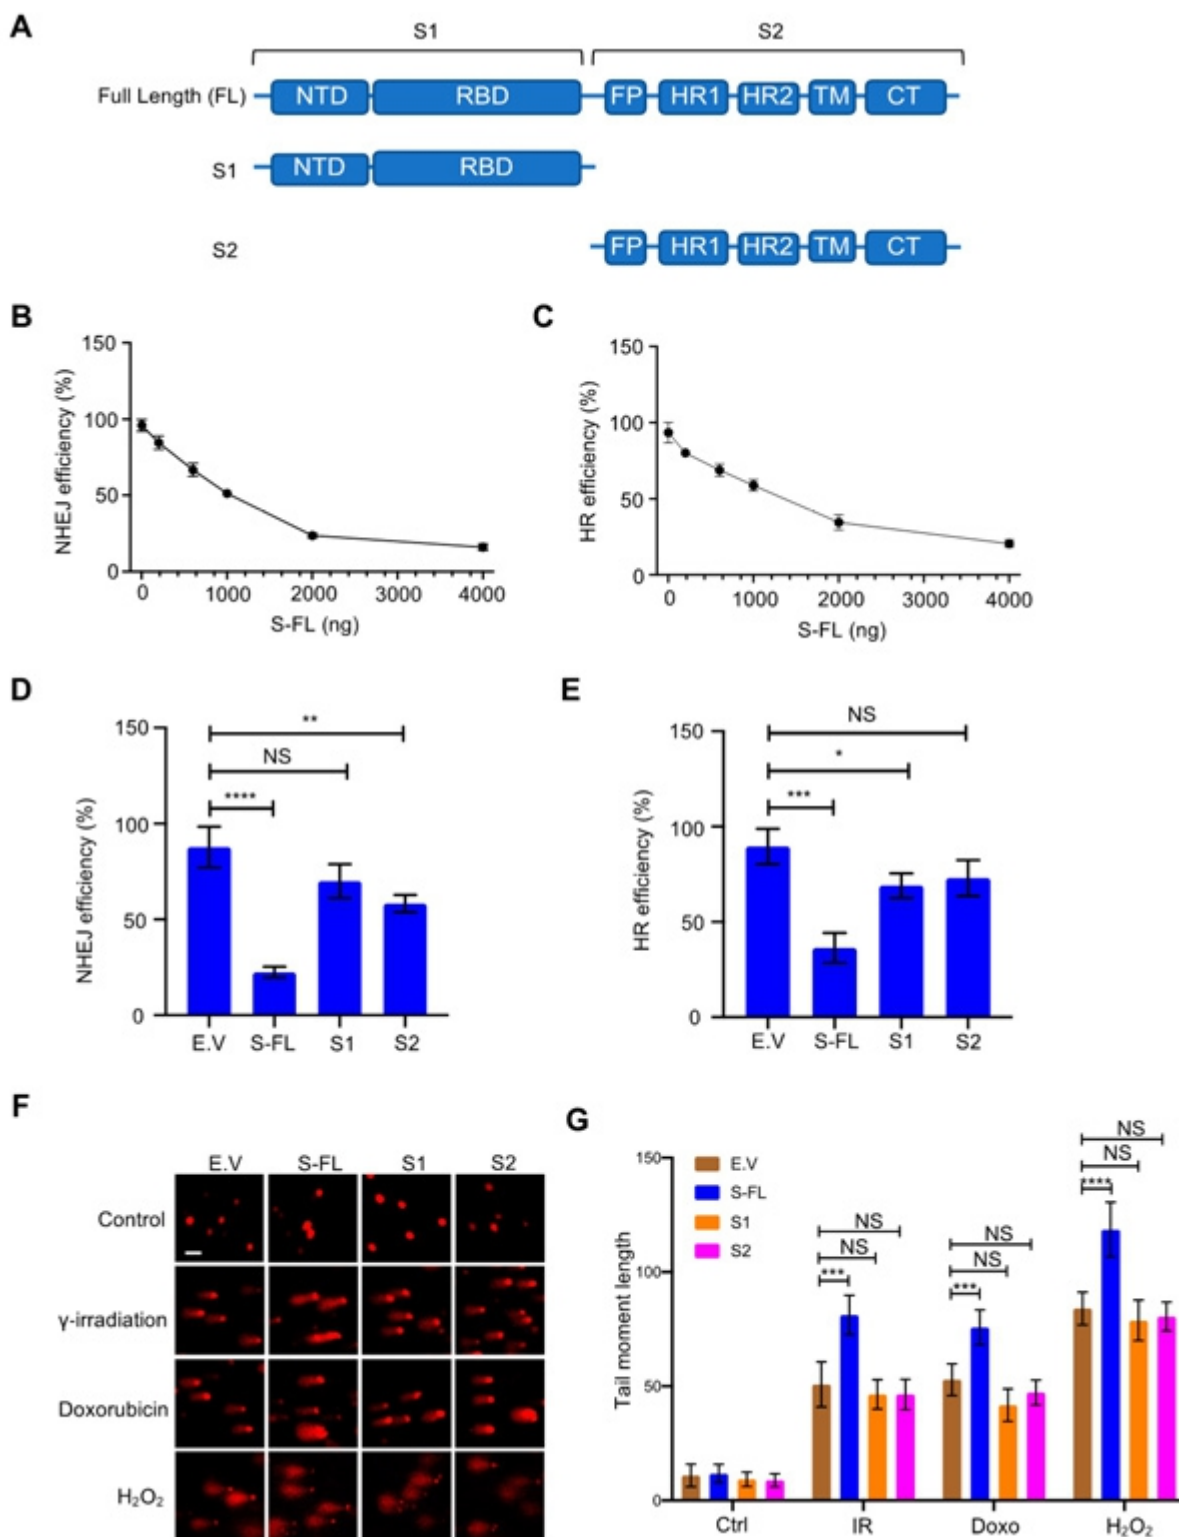 A
S1 S2
Full Length (FL) NTD RBD FP HR1 HR2 TM CT
S1 NTD RBD
S2 FP HR1 HR2 TM CT
B
150
100
50
0
NHEJ efficiency (%)
0 1000 2000 3000 4000
S-FL (ng)
C
150
100
50
0
HR efficiency (%)
0 1000 2000 3000 4000
S-FL (ng)
D
150
100
50
0
NHEJ efficiency (%)
**
NS
****
E.V S-FL S1 S2
E
150
100
50
0
HR efficiency (%)
NS
*
***
E.V S-FL S1 S2
F
E.V S-FL S1 S2
Control
γ-irradiation
Doxorubicin
H₂O₂
G
150
100
50
0
Tail moment length
E.V
S-FL
S1
S2
NS
NS
***
NS
NS
***
NS
NS
****
Ctrl IR Doxo H₂O₂